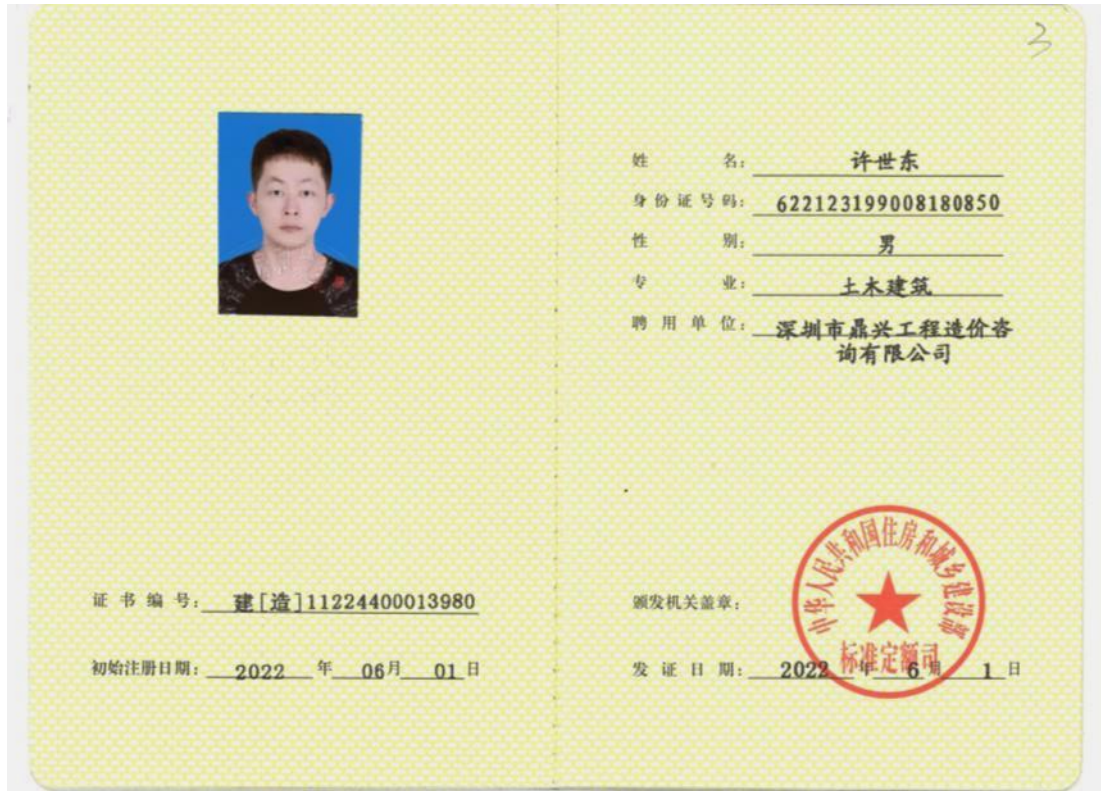 3
姓名：许世东
身份证号码：622123199008180850
性别：男
专业：土木建筑
聘用单位：深圳市鼎兴工程造价咨
询有限公司
证书编号：建[造]11224400013980
初始注册日期：2022年06月01日
颁发机关盖章：
中华人民共和国住房和城乡建设部
标准定额司
发证日期：2022年6月1日